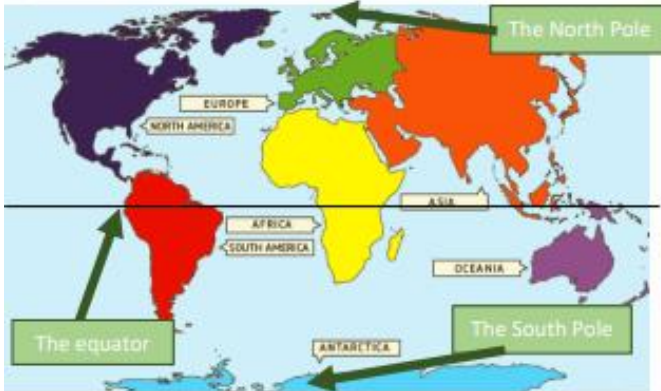 The North Pole
EUROPE
NORTH AMERICA
ASIA
AFRICA
SOUTH AMERICA
OCEANIA
The equator
The South Pole
ANTARCTICA